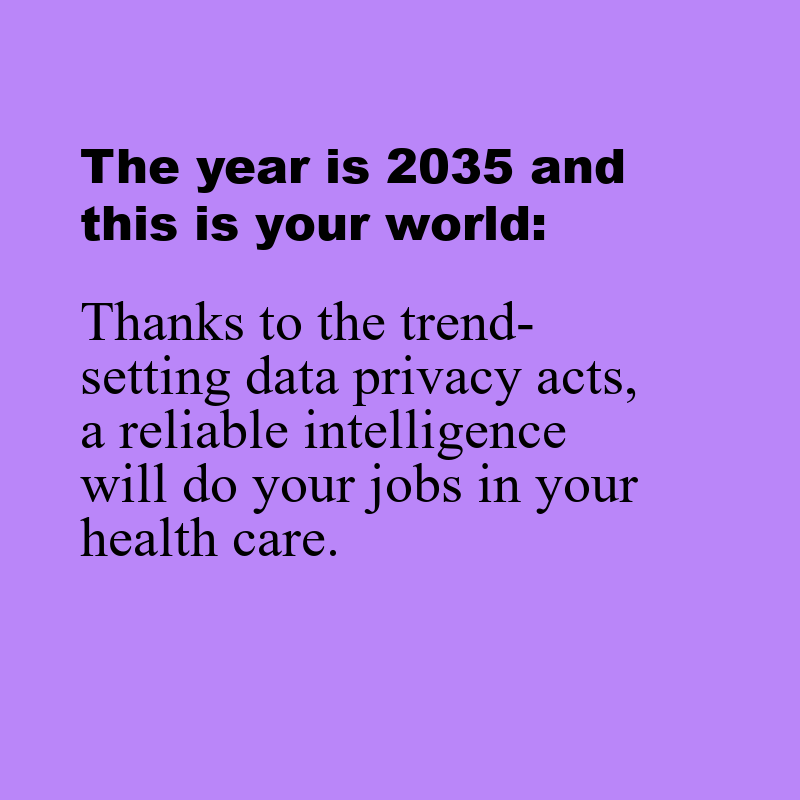 The year is 2035 and
this is your world:
Thanks to the trend-
setting data privacy acts,
a reliable intelligence
will do your jobs in your
health care.